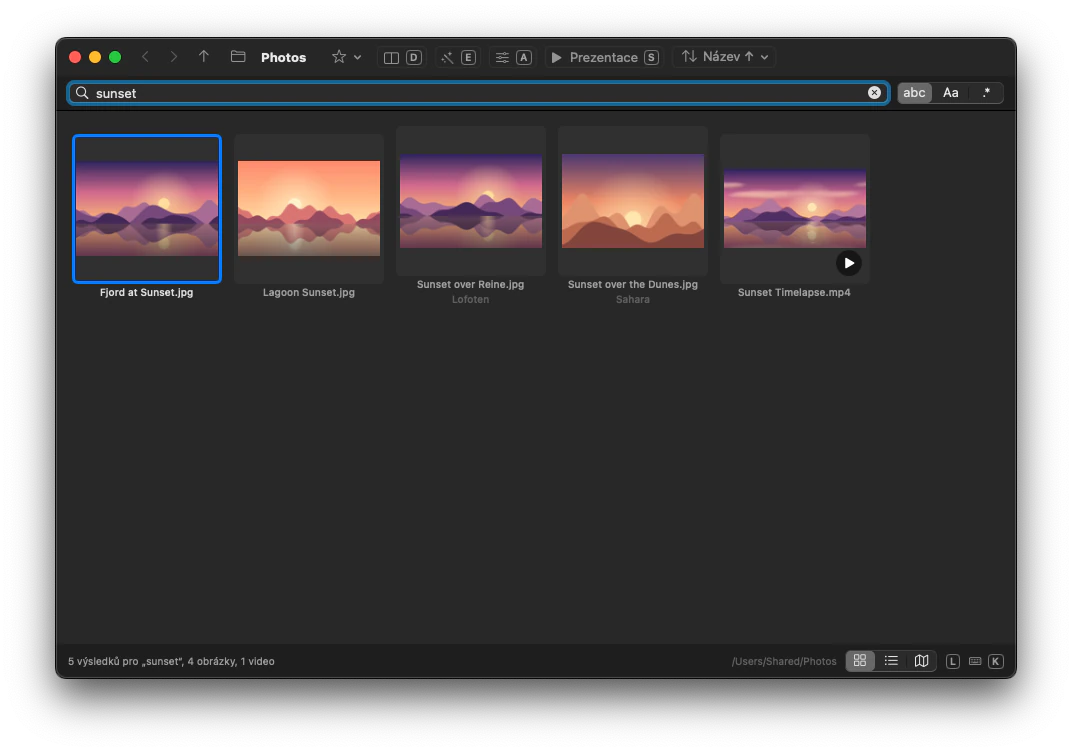 Photos
D
E
A
Prezentace S
Název
sunset
abc
Aa
.*
Fjord at Sunset.jpg
Lagoon Sunset.jpg
Sunset over Reine.jpg
Lofoten
Sunset over the Dunes.jpg
Sahara
Sunset Timelapse.mp4
5 výsledků pro „sunset“, 4 obrázky, 1 video
/Users/Shared/Photos
L
K